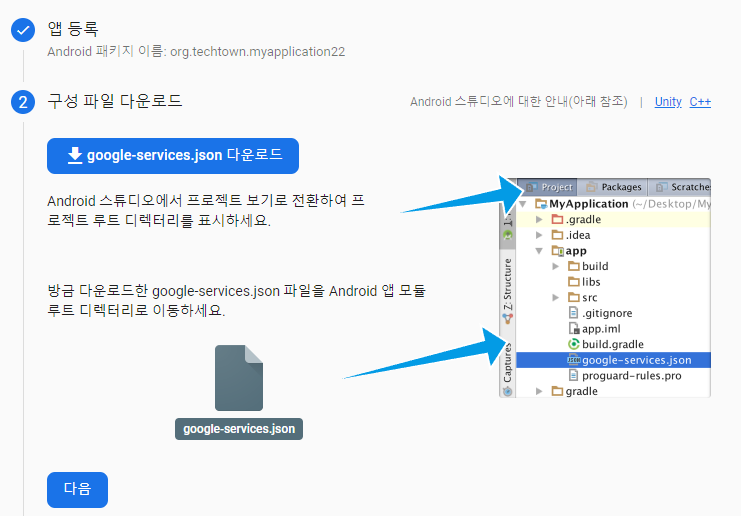 앱 등록
Android 패키지 이름: org.techtown.myapplication22
2 구성 파일 다운로드
Android 스튜디오에 대한 안내(아래 참조) | Unity C++
google-services.json 다운로드
Android 스튜디오에서 프로젝트 보기로 전환하여 프
로젝트 루트 디렉터리를 표시하세요.
방금 다운로드한 google-services.json 파일을 Android 앱 모듈
루트 디렉터리로 이동하세요.
google-services.json
다음
Project Packages Scratches
MyApplication (~/Desktop/My
.gradle
.idea
app
build
libs
src
.gitignore
app.iml
build.gradle
google-services.json
proguard-rules.pro
gradle
Z: Structure
Captures